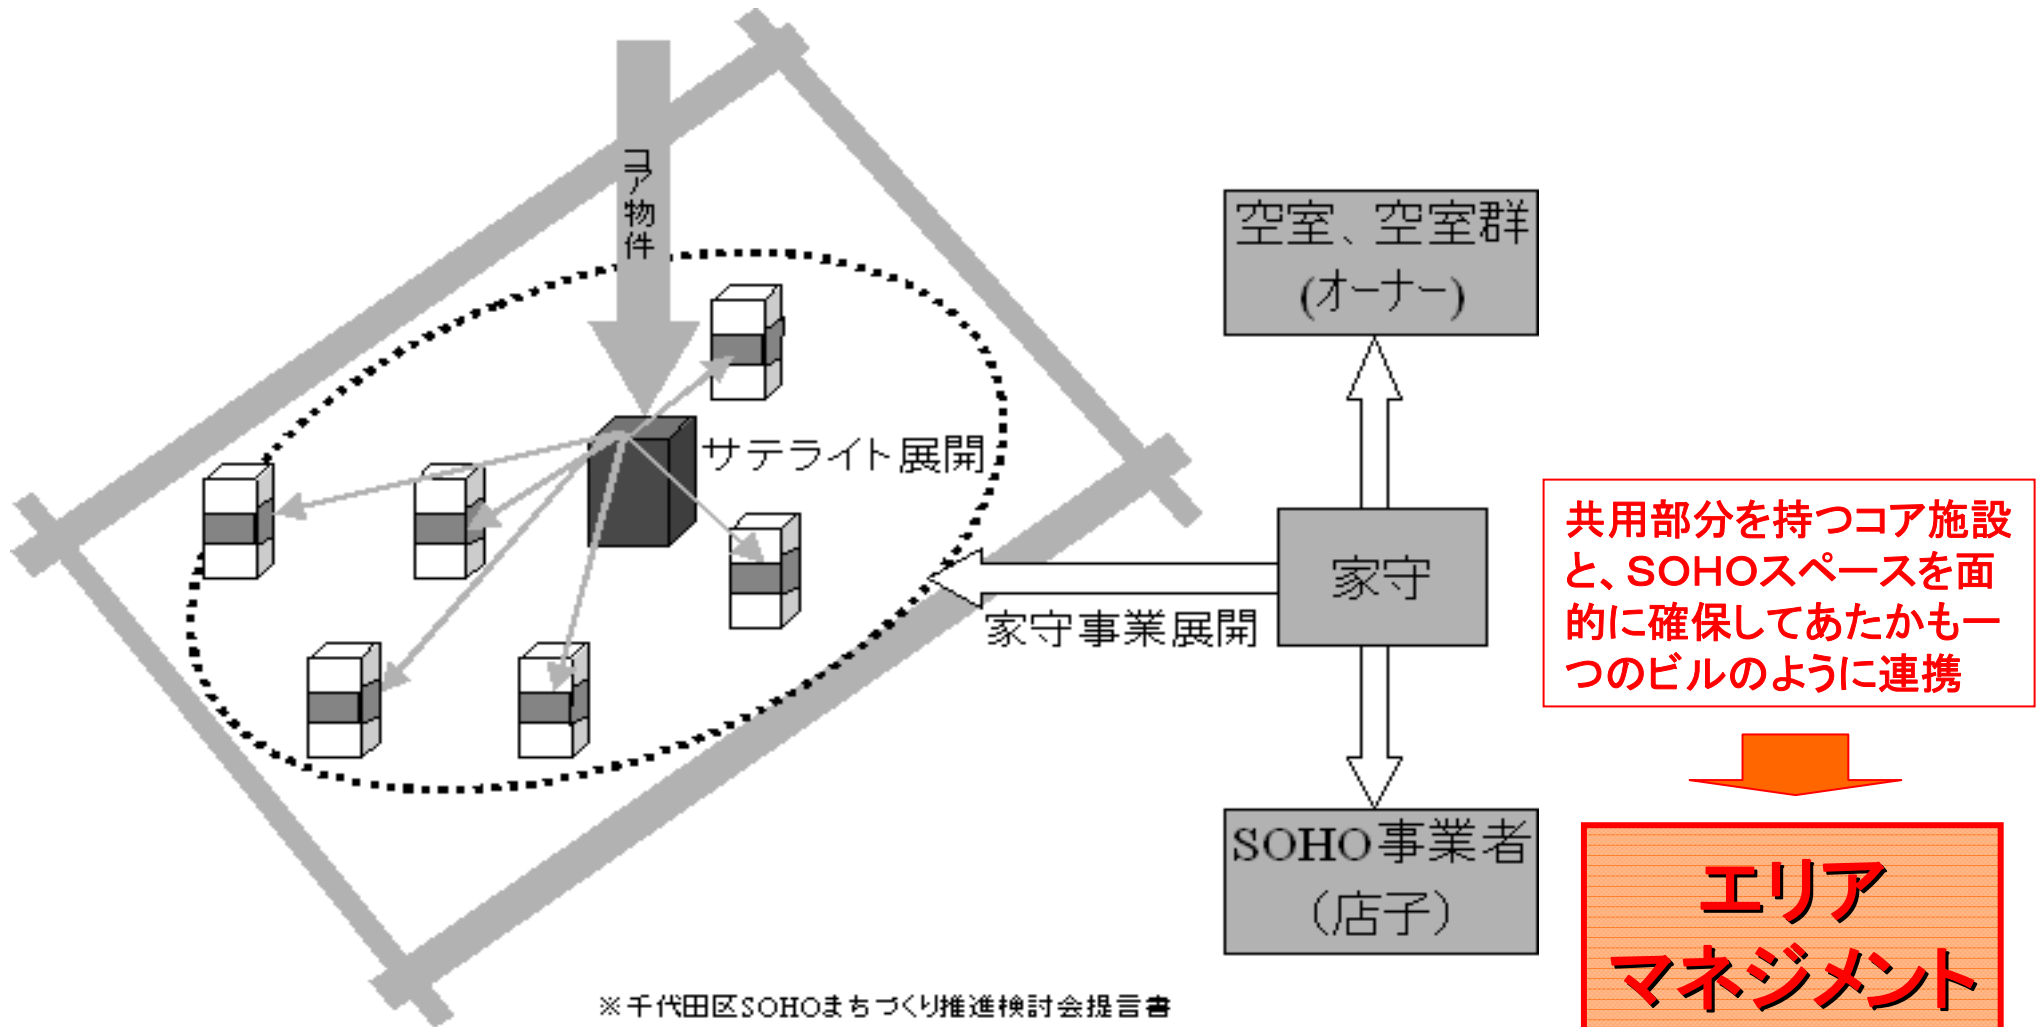 コア物件
サテライト展開
空室、空室群
(オーナー)
家守
家守事業展開
SOHO事業者
(店子)
共用部分を持つコア施設
と、SOHOスペースを面
的に確保してあたかも一
つのビルのように連携
エリア
マネジメント
※千代田区SOHOまちづくり推進検討会提言書